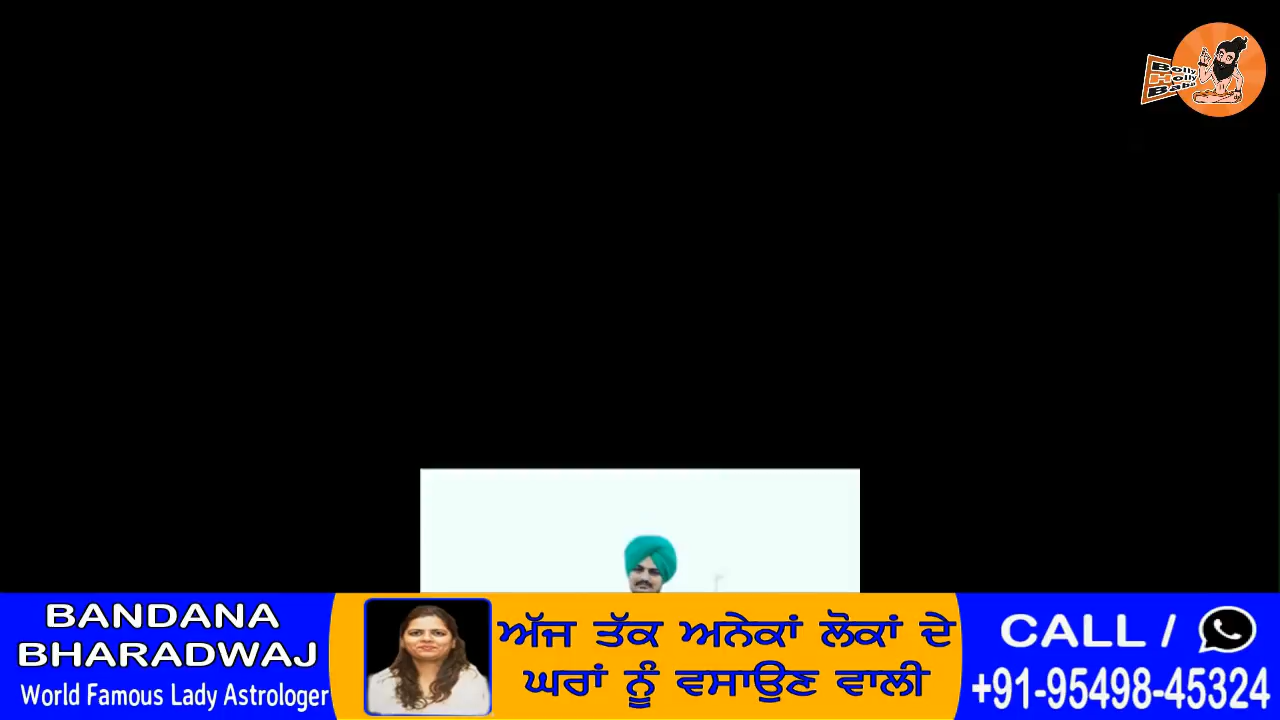 Bolly
Holly
Baba
BANDANA
BHARADWAJ
World Famous Lady Astrologer
ਅੱਜ ਤੱਕ ਅਨੇਕਾਂ ਲੋਕਾਂ ਦੇ
ਘਰਾਂ ਨੂੰ ਵਸਾਉਣ ਵਾਲੀ
CALL /
+91-95498-45324